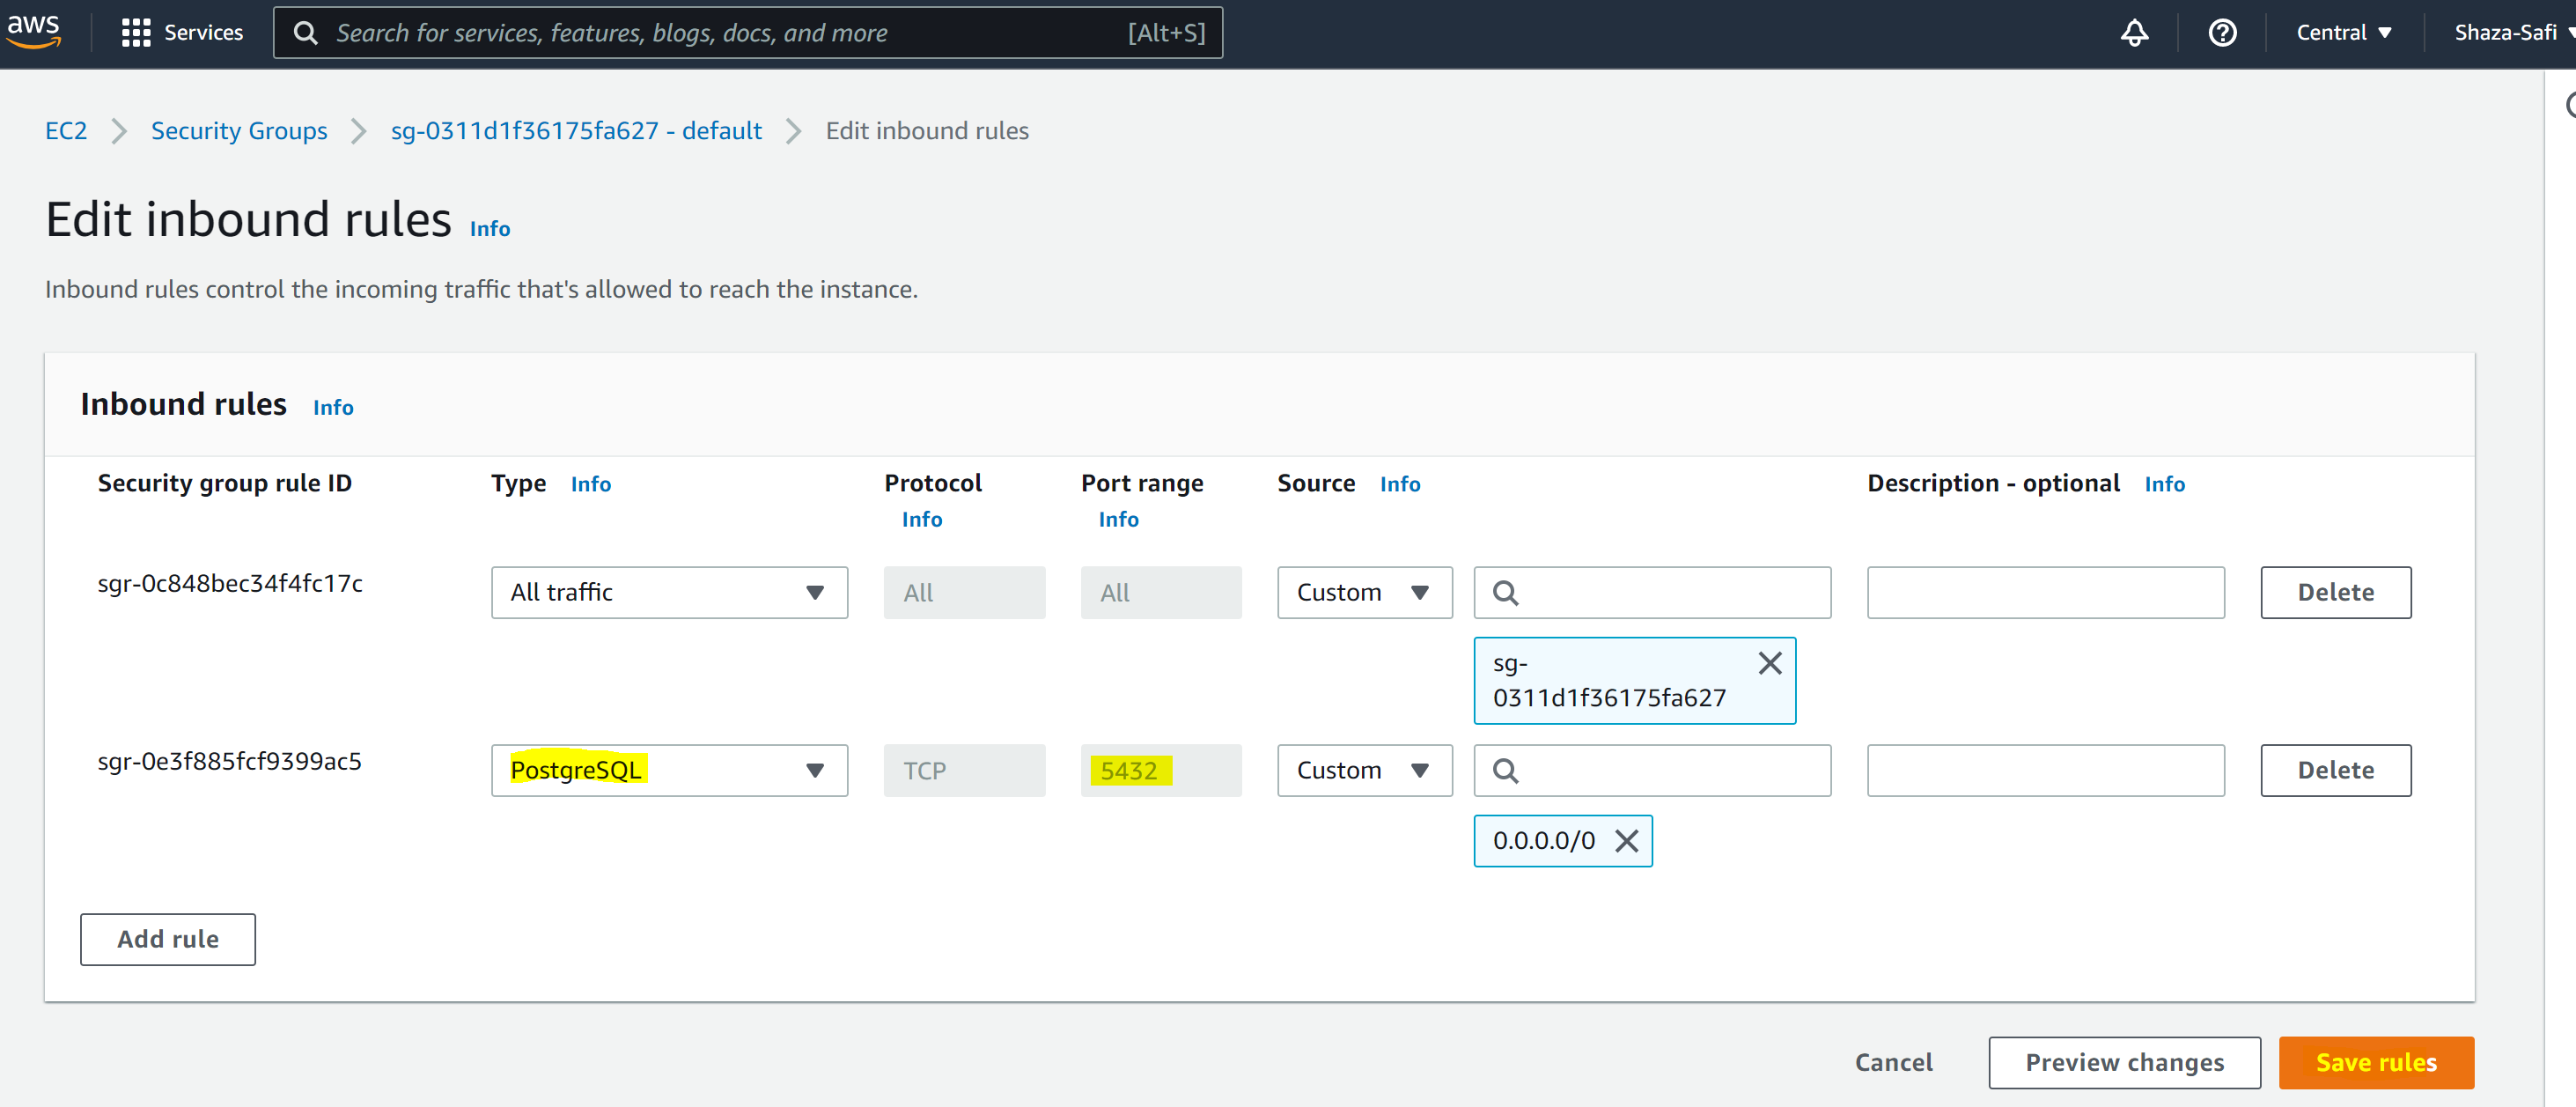 aws Services Search for services, features, blogs, docs, and more [Alt+S] Central Shaza-Safi
EC2 Security Groups sg-0311d1f36175fa627 - default Edit inbound rules
Edit inbound rules Info
Inbound rules control the incoming traffic that's allowed to reach the instance.
Inbound rules Info
Security group rule ID Type Info Protocol Info Port range Info Source Info Description - optional Info
sgr-0c848bec34f4fc17c All traffic All All Custom Delete
sg-
0311d1f36175fa627
sgr-0e3f885fcf9399ac5 PostgreSQL TCP 5432 Custom Delete
0.0.0.0/0
Add rule
Cancel Preview changes Save rules